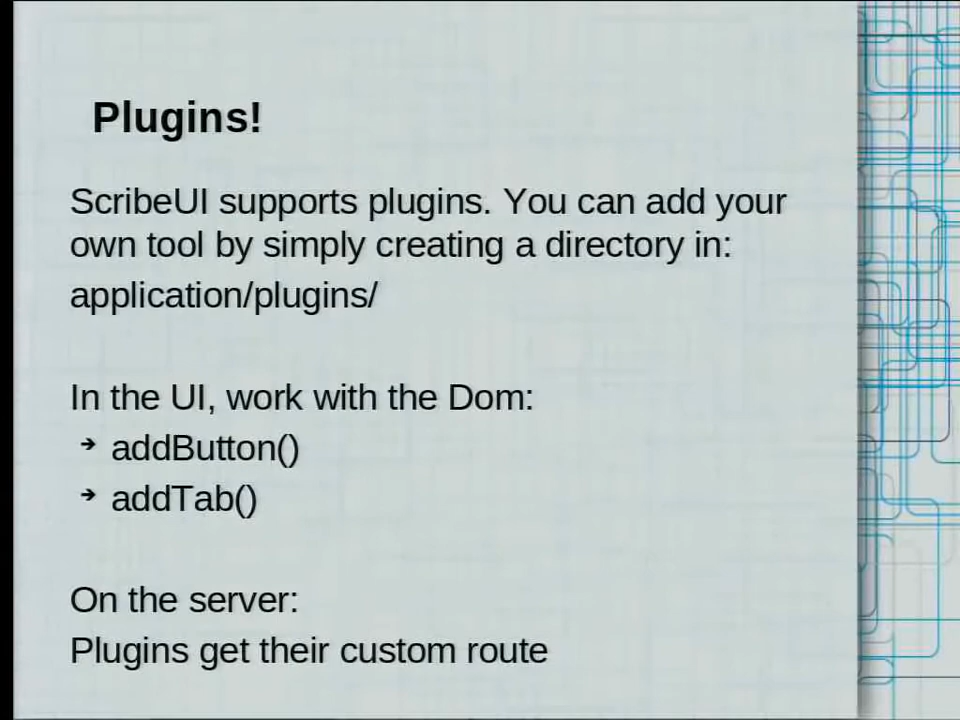 Plugins!
ScribeUI supports plugins. You can add your
own tool by simply creating a directory in:
application/plugins/
In the UI, work with the Dom:
➔ addButton()
➔ addTab()
On the server:
Plugins get their custom route